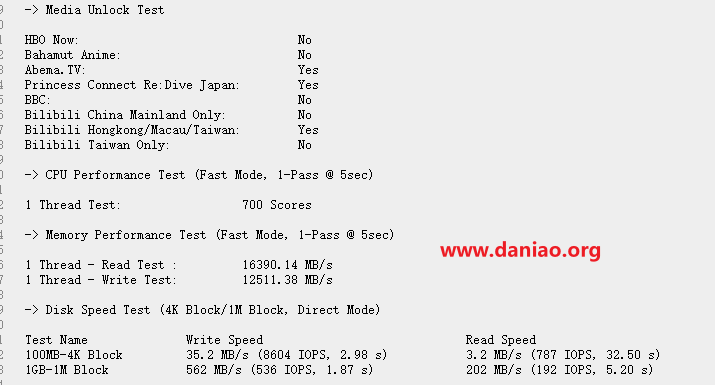 -> Media Unlock Test
HBO Now: No
Bahamut Anime: No
Abema.TV: Yes
Princess Connect Re:Dive Japan: Yes
BBC: No
Bilibili China Mainland Only: No
Bilibili Hongkong/Macau/Taiwan: Yes
Bilibili Taiwan Only: No
-> CPU Performance Test (Fast Mode, 1-Pass @ 5sec)
1 Thread Test: 700 Scores
-> Memory Performance Test (Fast Mode, 1-Pass @ 5sec)
www.daniao.org
1 Thread - Read Test : 16390.14 MB/s
1 Thread - Write Test: 12511.38 MB/s
-> Disk Speed Test (4K Block/1M Block, Direct Mode)
Test Name Write Speed Read Speed
100MB-4K Block 35.2 MB/s (8604 IOPS, 2.98 s) 3.2 MB/s (787 IOPS, 32.50 s)
1GB-1M Block 562 MB/s (536 IOPS, 1.87 s) 202 MB/s (192 IOPS, 5.20 s)